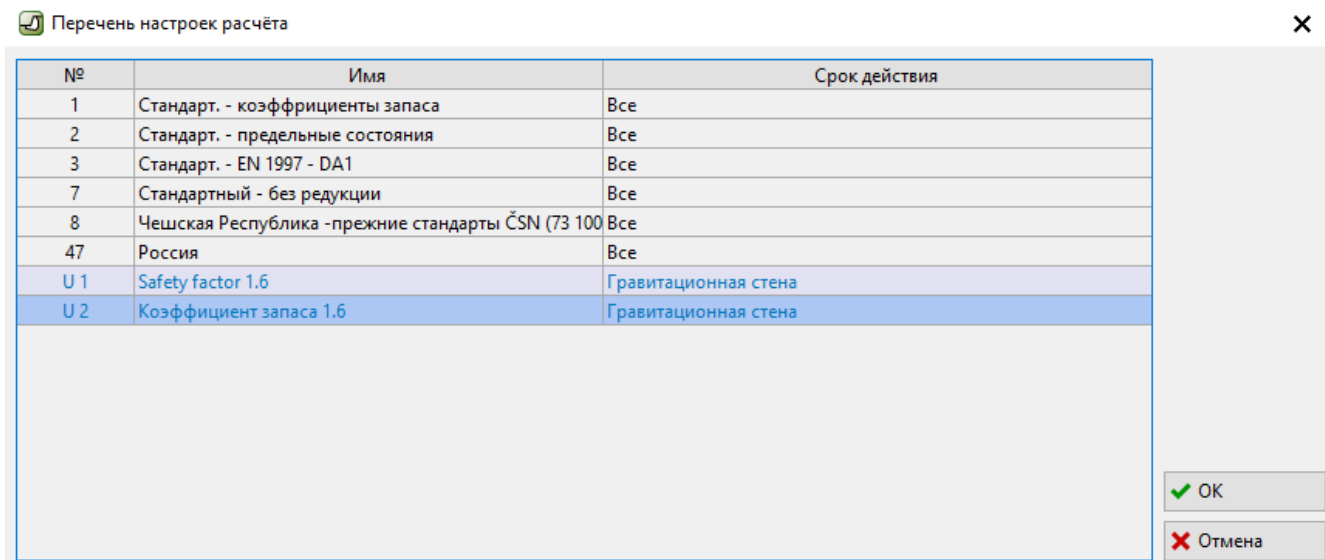 Перечень настроек расчёта
№ Имя Срок действия
1 Стандарт. - коэффрициенты запаса Все
2 Стандарт. - предельные состояния Все
3 Стандарт. - EN 1997 - DA1 Все
7 Стандартный - без редукции Все
8 Чешская Республика -прежние стандарты ČSN (73 100 Все
47 Россия Все
U 1 Safety factor 1.6 Гравитационная стена
U 2 Коэффициент запаса 1.6 Гравитационная стена
OK
Отмена